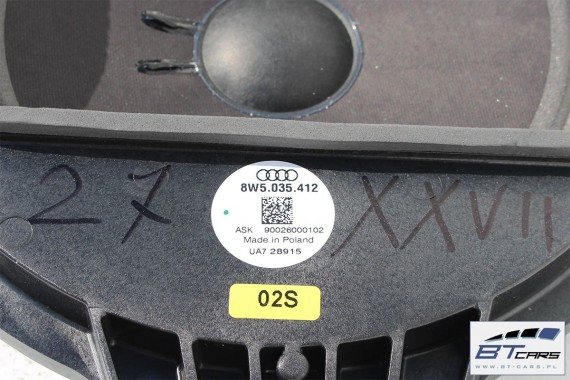 8W5.035.412
27 XXVII
ASK 90026000102
Made in Poland
UA7 28915
02S
BTCARS
WWW.BT-CARS.PL